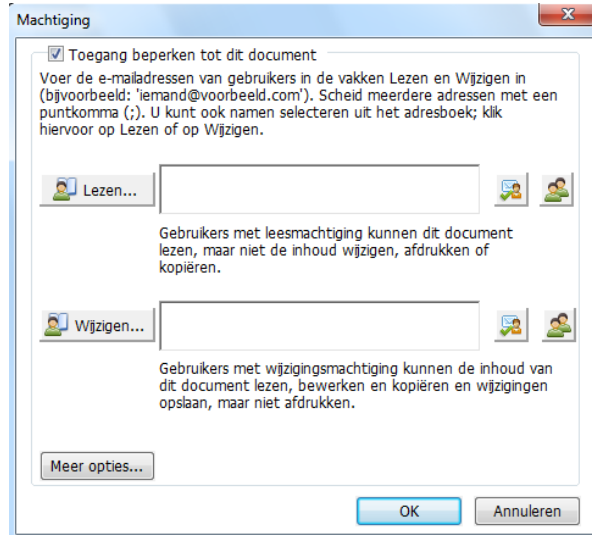 Machtiging
Toegang beperken tot dit document
Voer de e-mailadressen van gebruikers in de vakken Lezen en Wijzigen in
(bijvoorbeeld: 'iemand@voorbeeld.com'). Scheid meerdere adressen met een
puntkomma (;). U kunt ook namen selecteren uit het adresboek; klik
hiervoor op Lezen of op Wijzigen.
Lezen...
Gebruikers met leesmachtiging kunnen dit document
lezen, maar niet de inhoud wijzigen, afdrukken of
kopiëren.
Wijzigen...
Gebruikers met wijzigingsmachtiging kunnen de inhoud van
dit document lezen, bewerken en kopiëren en wijzigingen
opslaan, maar niet afdrukken.
Meer opties...
OK
Annuleren